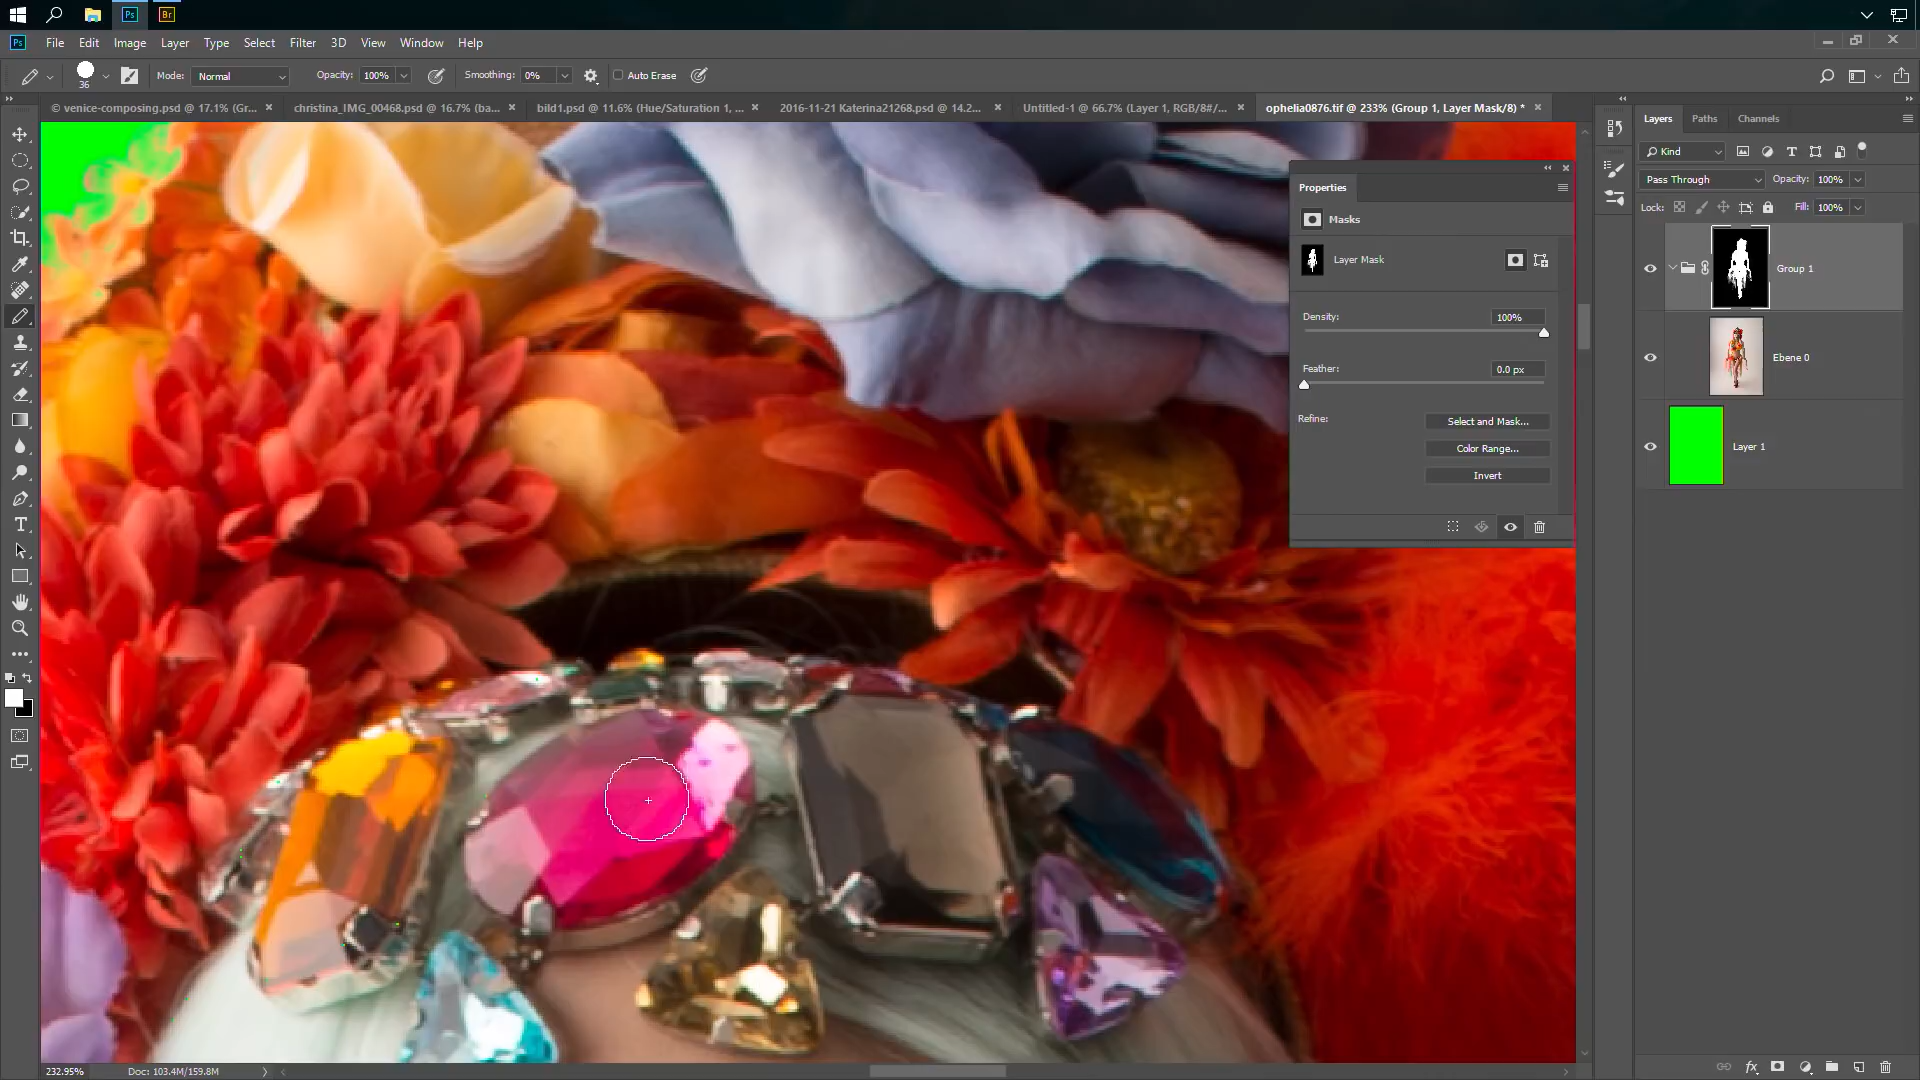 Ps Br
Ps File Edit Image Layer Type Select Filter 3D View Window Help
36 Mode: Normal Opacity: 100% Smoothing: 0% Auto Erase
© venice-composing.psd @ 17.1% (Gr... christina_IMG_00468.psd @ 16.7% (ba... bild1.psd @ 11.6% (Hue/Saturation 1, ... 2016-11-21 Katerina21268.psd @ 14.2... Untitled-1 @ 66.7% (Layer 1, RGB/8#/... ophelia0876.tif @ 233% (Group 1, Layer Mask/8) *
Layers Paths Channels
Kind
Pass Through Opacity: 100%
Lock: Fill: 100%
Group 1
Ebene 0
Layer 1
Properties
Masks
Layer Mask
Density: 100%
Feather: 0.0 px
Refine: Select and Mask...
Color Range...
Invert
232.95% Doc: 103.4M/159.8M